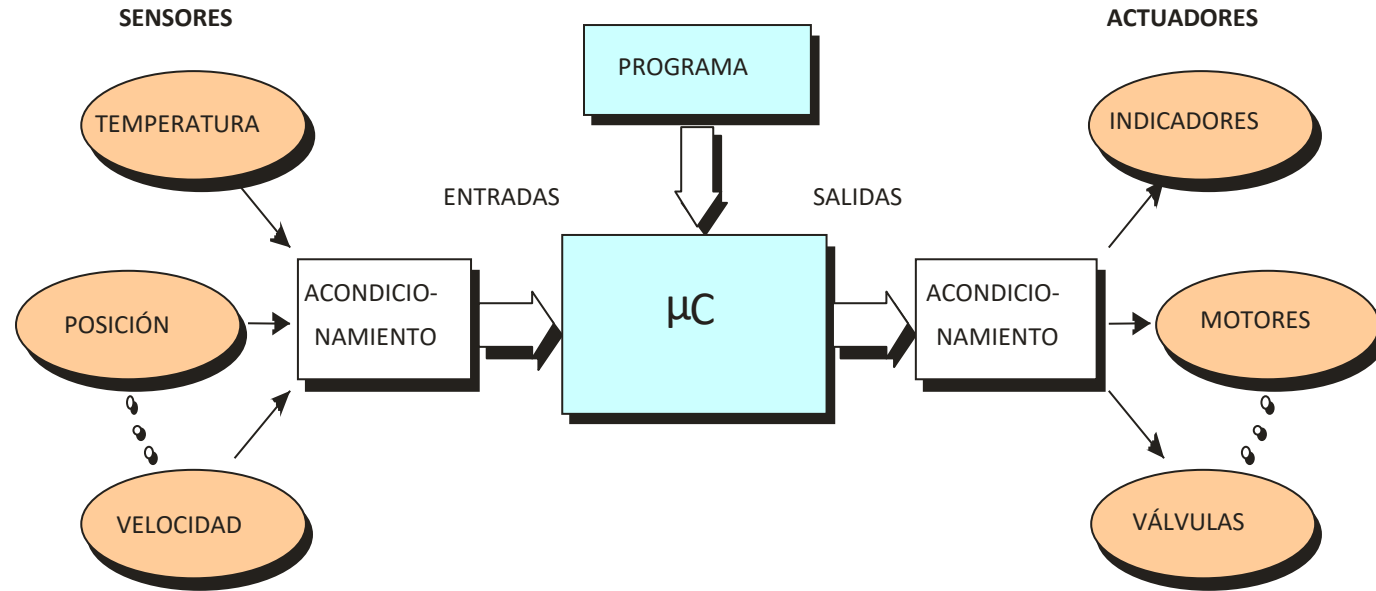 SENSORES
ACTUADORES
PROGRAMA
TEMPERATURA
INDICADORES
ENTRADAS
SALIDAS
POSICIÓN
ACONDICIO-
NAMIENTO
µC
ACONDICIO-
NAMIENTO
MOTORES
VELOCIDAD
VÁLVULAS